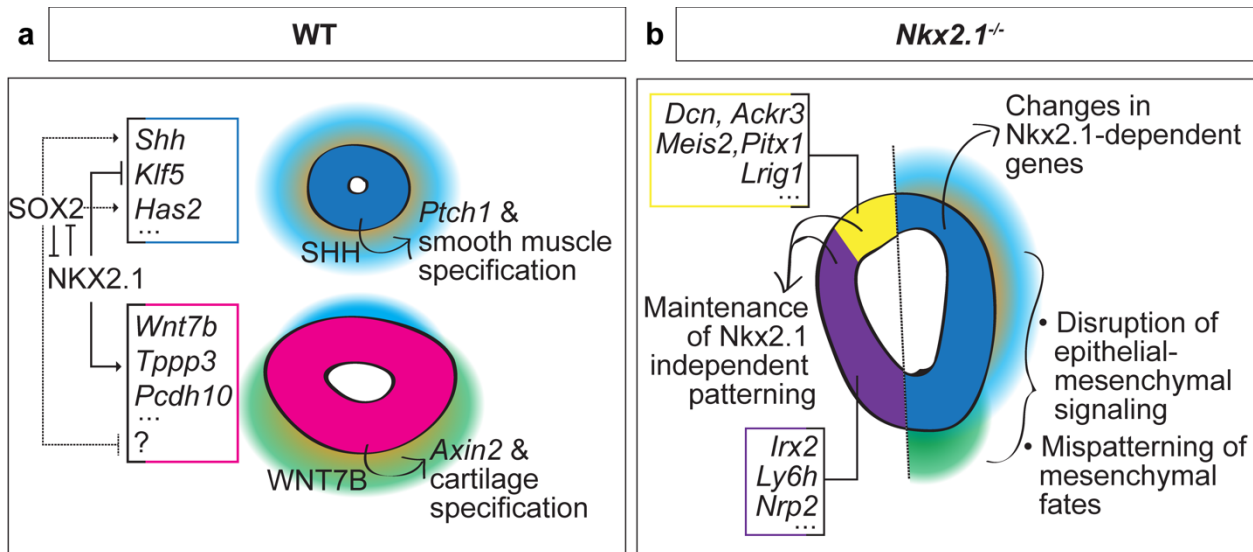 a
WT
Shh
Klf5
Has2
...
SOX2
NKX2.1
Wnt7b
Tppp3
Pcdh10
...
?
SHH
Ptch1 &
smooth muscle
specification
WNT7B
Axin2 &
cartilage
specification
b
Nkx2.1-/-
Dcn, Ackr3
Meis2,Pitx1
Lrig1
...
Changes in
Nkx2.1-dependent
genes
Maintenance
of Nkx2.1
independent
patterning
• Disruption of
epithelial-
mesenchymal
signaling
• Mispatterning of
mesenchymal
fates
Irx2
Ly6h
Nrp2
...